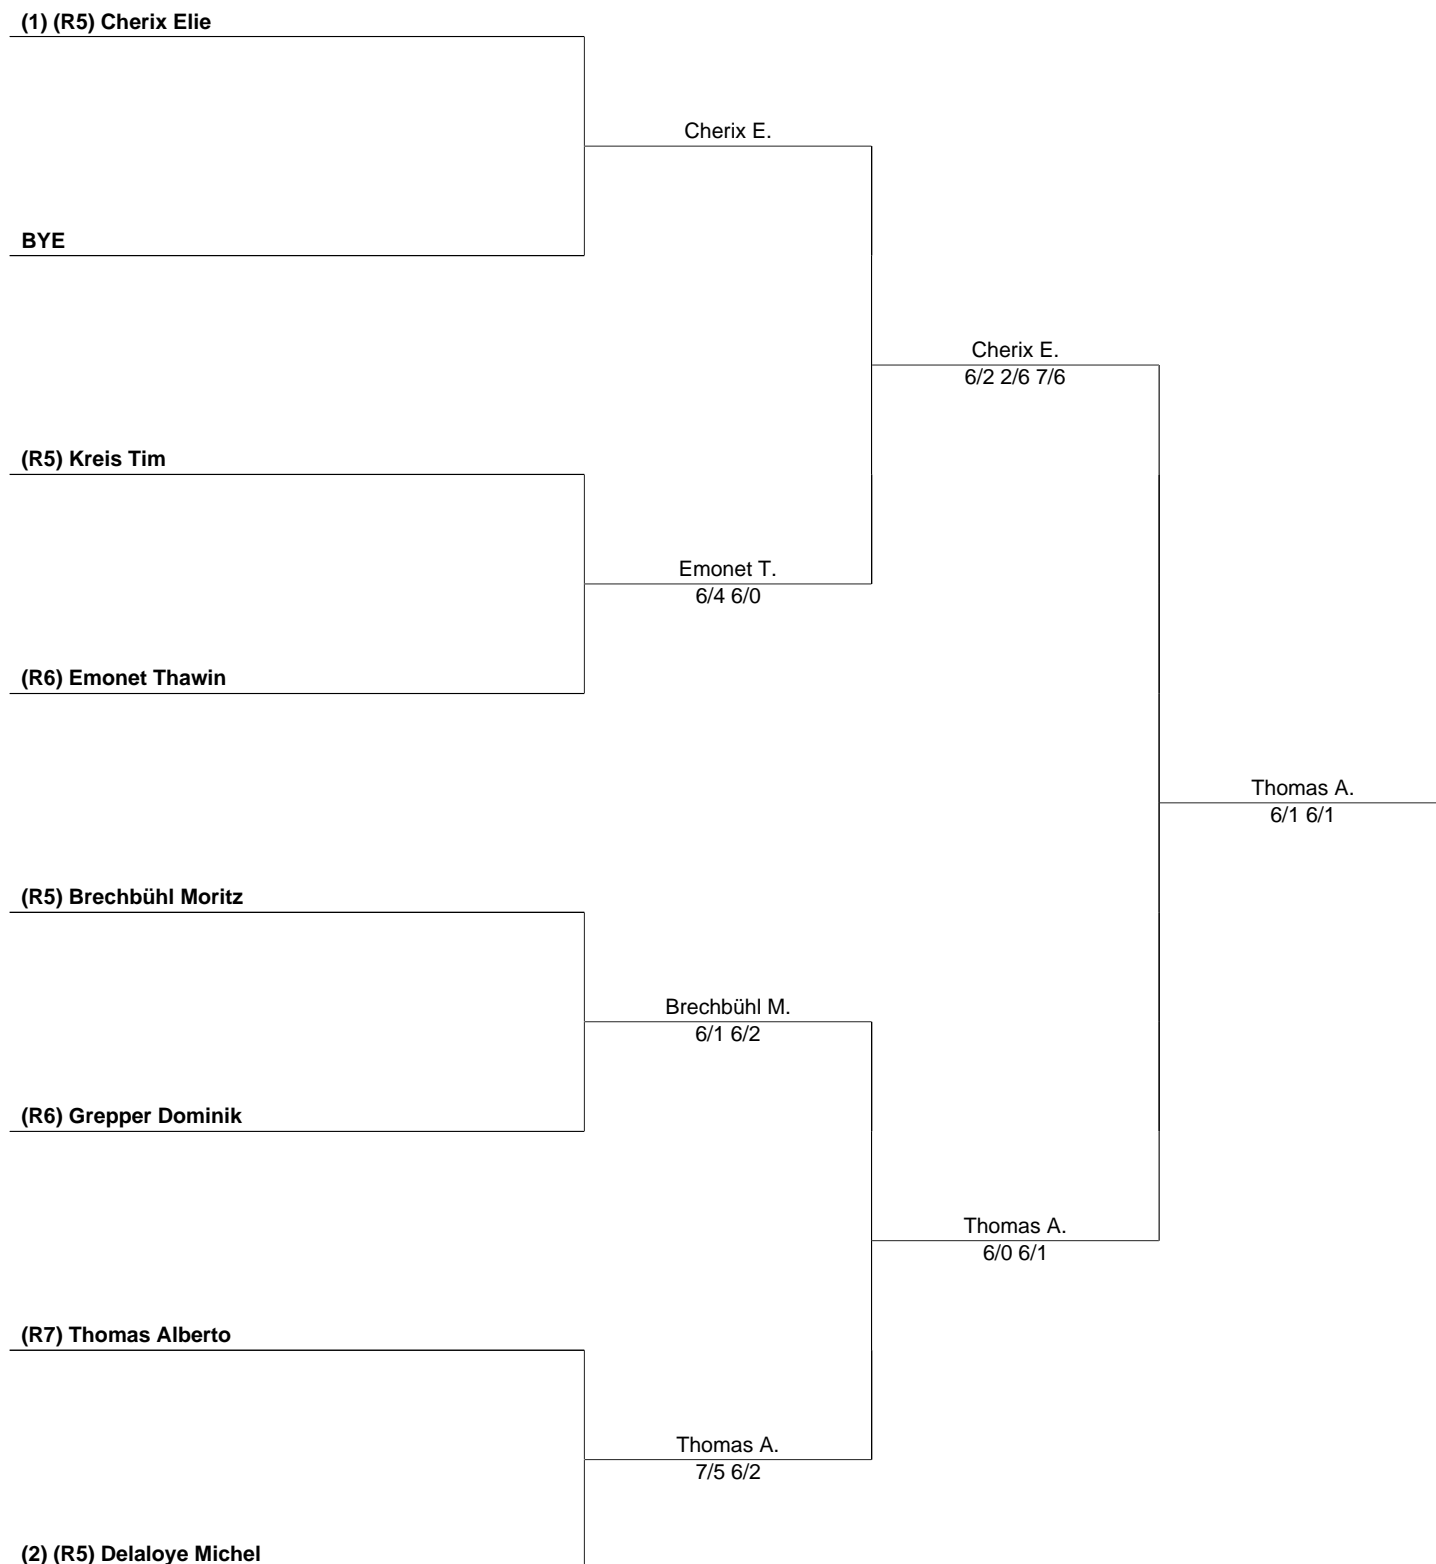 (1) (R5) Cherix Elie
Cherix E.
BYE
Cherix E.
6/2 2/6 7/6
(R5) Kreis Tim
Emonet T.
6/4 6/0
(R6) Emonet Thawin
Thomas A.
6/1 6/1
(R5) Brechbühl Moritz
Brechbühl M.
6/1 6/2
(R6) Grepper Dominik
Thomas A.
6/0 6/1
(R7) Thomas Alberto
Thomas A.
7/5 6/2
(2) (R5) Delaloye Michel